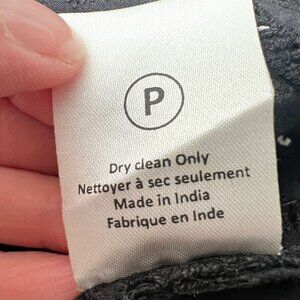 P
Dry clean Only
Nettoyer à sec seulement
Made in India
Fabrique en Inde